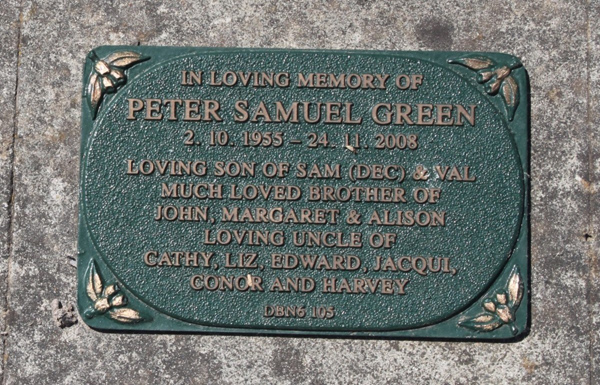 IN LOVING MEMORY OF
PETER SAMUEL GREEN
2. 10. 1955 – 24. 11. 2008
LOVING SON OF SAM (DEC) & VAL
MUCH LOVED BROTHER OF
JOHN, MARGARET & ALISON
LOVING UNCLE OF
CATHY, LIZ, EDWARD, JACQUI,
CONOR AND HARVEY
DBN6 105